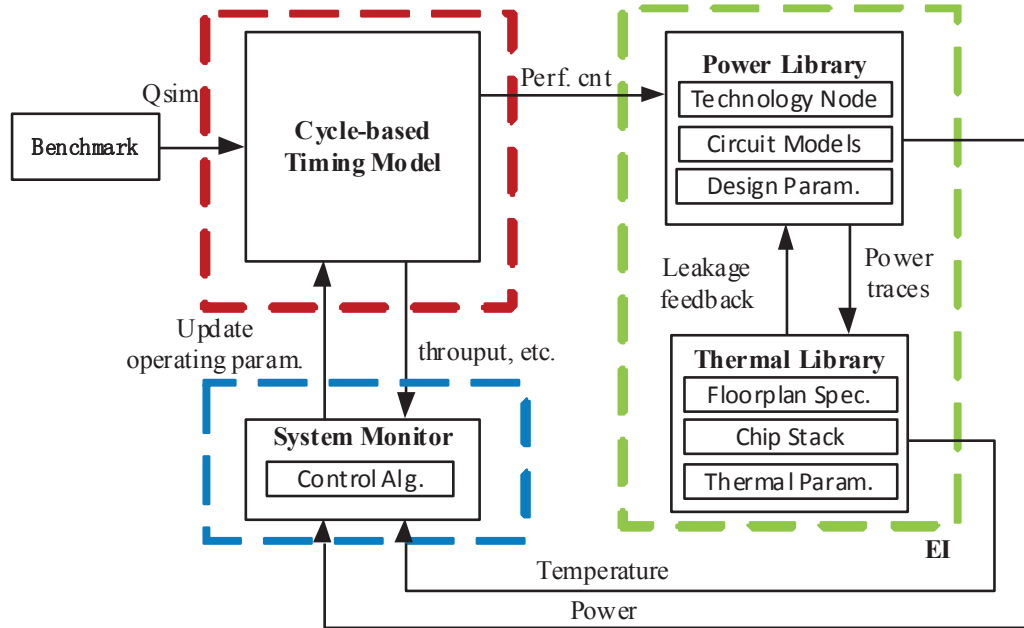 Qsim
Benchmark
Cycle-based
Timing Model
Perf. cnt
Power Library
Technology Node
Circuit Models
Design Param.
Leakage
feedback
Power
traces
Update
operating param.
throuput, etc.
System Monitor
Control Alg.
Thermal Library
Floorplan Spec.
Chip Stack
Thermal Param.
EI
Temperature
Power